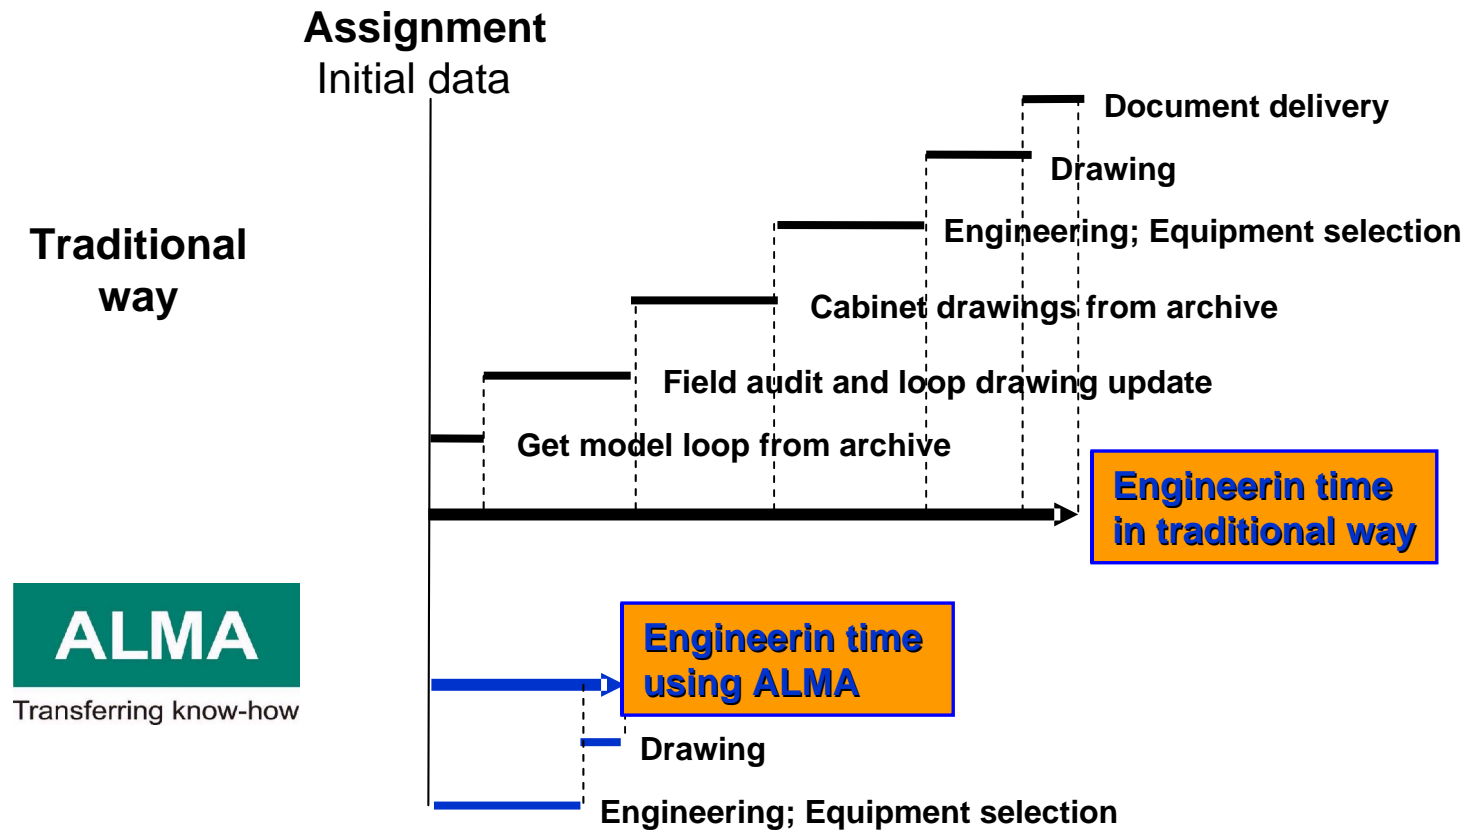 Assignment
Initial data
Document delivery
Drawing
Engineering; Equipment selection
Traditional
way
Cabinet drawings from archive
Field audit and loop drawing update
Get model loop from archive
Engineerin time
in traditional way
ALMA
Transferring know-how
Engineerin time
using ALMA
Drawing
Engineering; Equipment selection